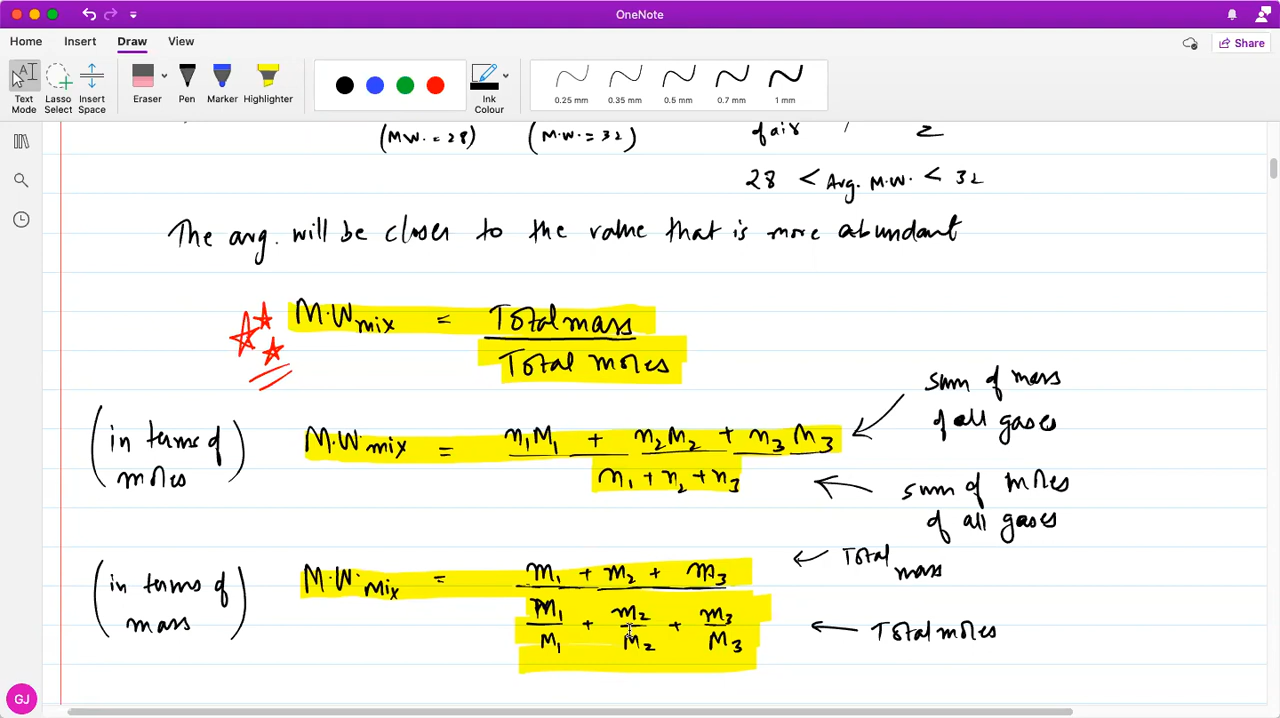 OneNote
Home Insert Draw View Share
Text Mode Lasso Select Insert Space Eraser Pen Marker Highlighter Ink Colour 0.25 mm 0.35 mm 0.5 mm 0.7 mm 1 mm
(M.W. = 28) (M.W. = 32) of air / 2
28 < Avg. M.W. < 32
The avg. will be closer to the value that is more abundant
M.W mix = Total mass
Total moles
sum of mass
of all gases
(in terms of moles) M.W. mix = n1M1 + n2M2 + n3M3
n1 + n2 + n3
sum of moles
of all gases
Total mass
(in terms of mass) M.W. Mix = m1 + m2 + m3
m1/M1 + m2/M2 + m3/M3
Total moles
GJ